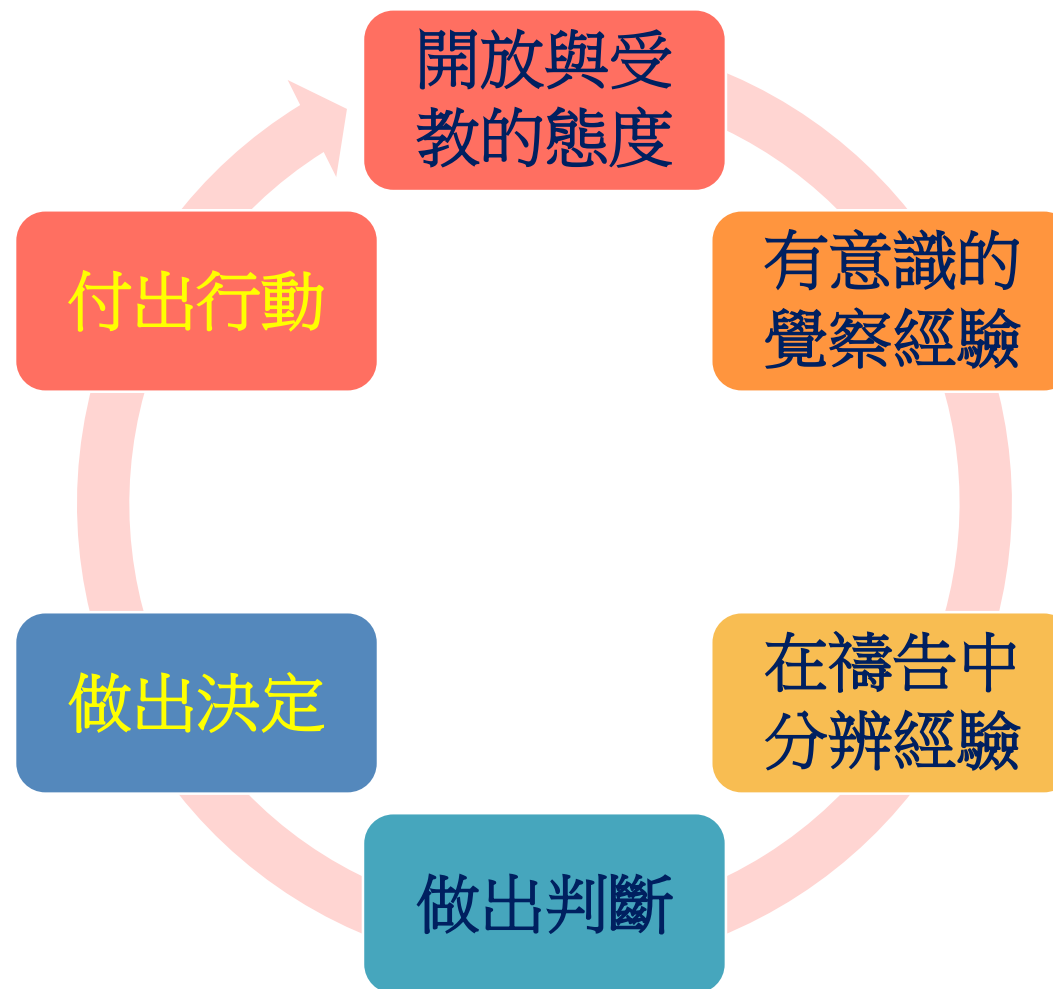 開放與受
教的態度
有意識的
覺察經驗
在禱告中
分辨經驗
做出判斷
做出決定
付出行動